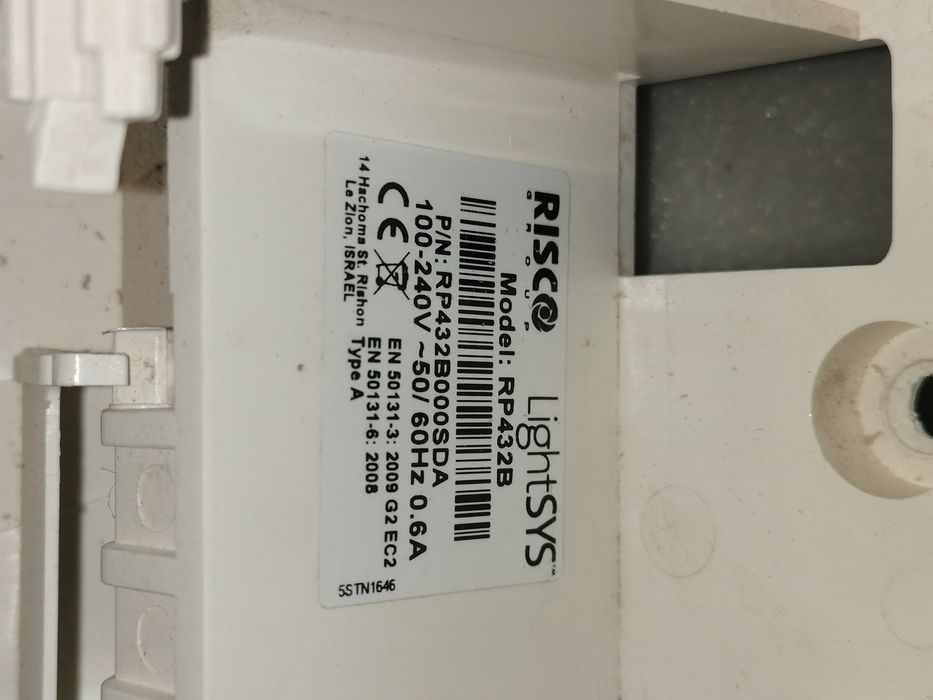 RISCO
GROUP
LightSYS™
Model: RP432B
P/N: RP432B000SDA
100-240V ~50/ 60Hz 0.6A
CE
EN 50131-3: 2009 G2 EC2
EN 50131-6: 2008
Type A
14 Hachoma St. Rishon
Le Zion, ISRAEL
5STN1646